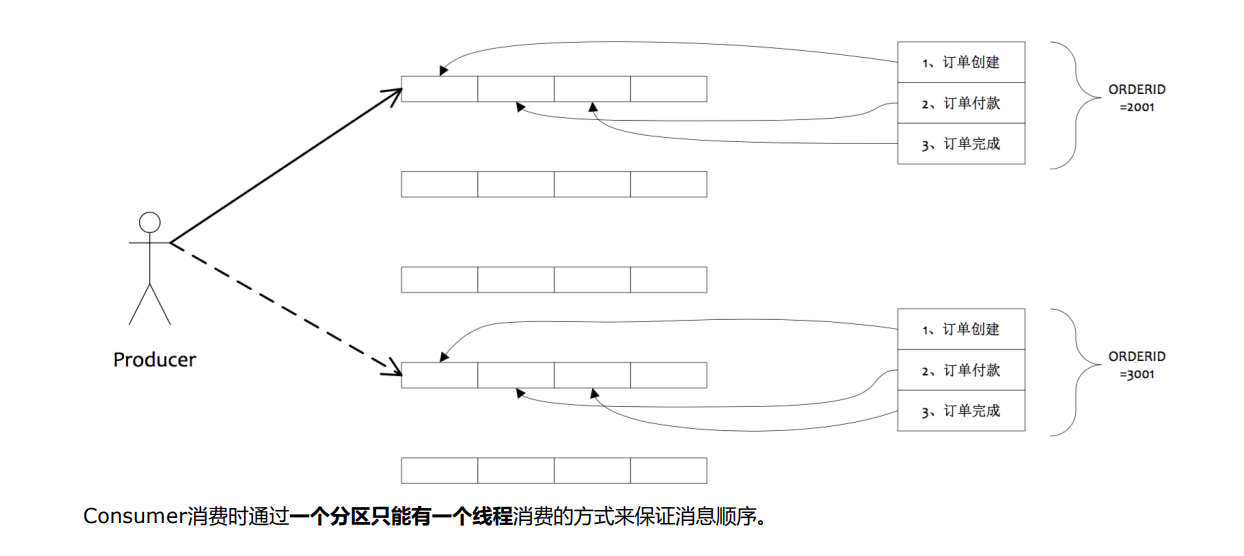 1、订单创建
2、订单付款
3、订单完成
ORDERID
=2001
Producer
1、订单创建
2、订单付款
3、订单完成
ORDERID
=3001
Consumer消费时通过一个分区只能有一个线程消费的方式来保证消息顺序。